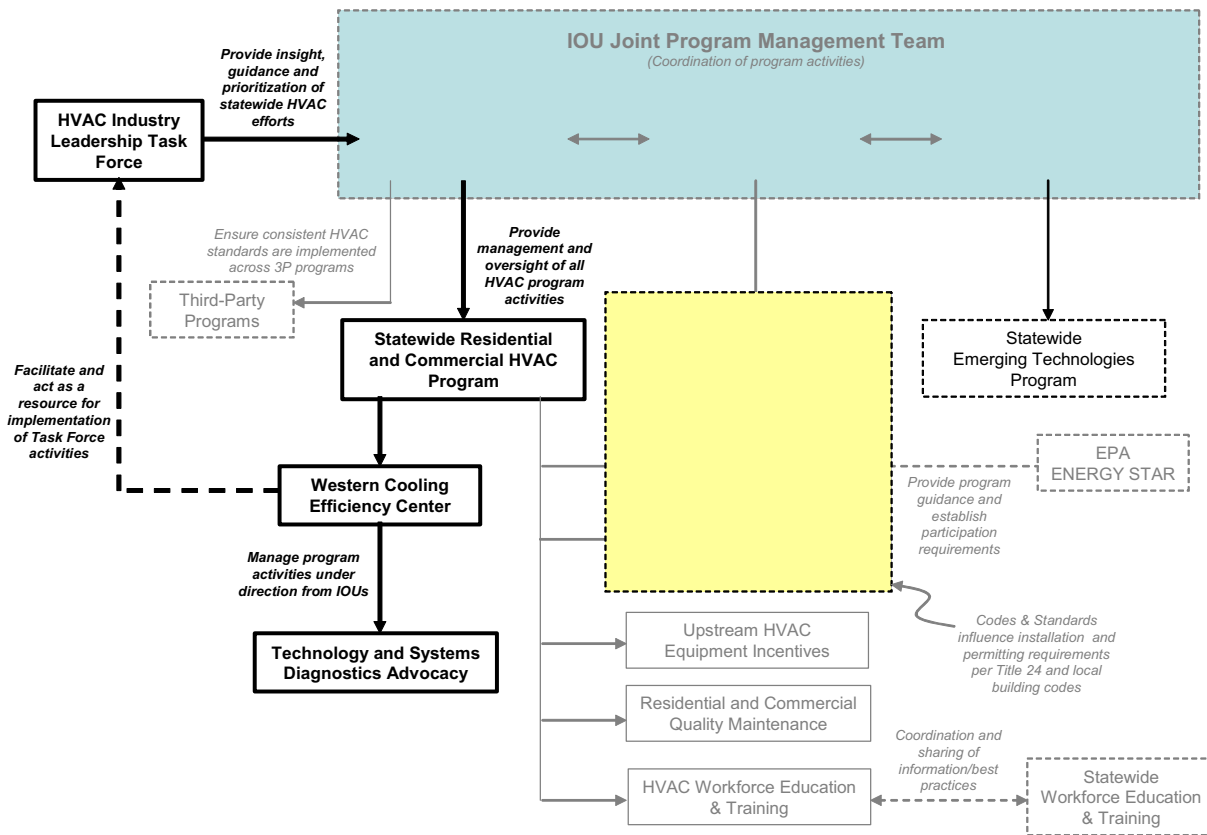 IOU Joint Program Management Team
(Coordination of program activities)
Provide insight,
guidance and
prioritization of
statewide HVAC
efforts
HVAC Industry
Leadership Task
Force
Ensure consistent HVAC
standards are implemented
across 3P programs
Provide
management and
oversight of all
HVAC program
activities
Third-Party
Programs
Statewide Residential
and Commercial HVAC
Program
Statewide
Emerging Technologies
Program
Facilitate and
act as a
resource for
implementation
of Task Force
activities
EPA
ENERGY STAR
Western Cooling
Efficiency Center
Provide program
guidance and
establish
participation
requirements
Manage program
activities under
direction from IOUs
Technology and Systems
Diagnostics Advocacy
Upstream HVAC
Equipment Incentives
Codes & Standards
influence installation and
permitting requirements
per Title 24 and local
building codes
Residential and Commercial
Quality Maintenance
Coordination and
sharing of
information/best
practices
HVAC Workforce Education
& Training
Statewide
Workforce Education
& Training